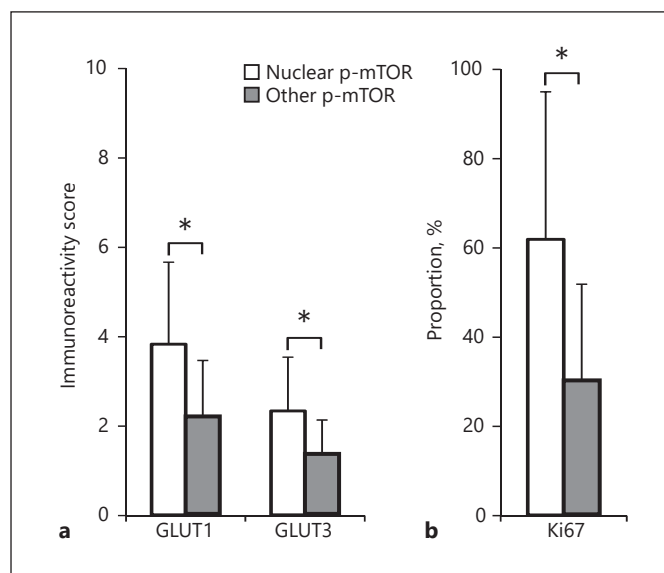 10
8
6
4
2
0
Immunoreactivity score
Nuclear p-mTOR
Other p-mTOR
*
*
a
GLUT1
GLUT3
100
80
60
40
20
0
Proportion, %
*
b
Ki67